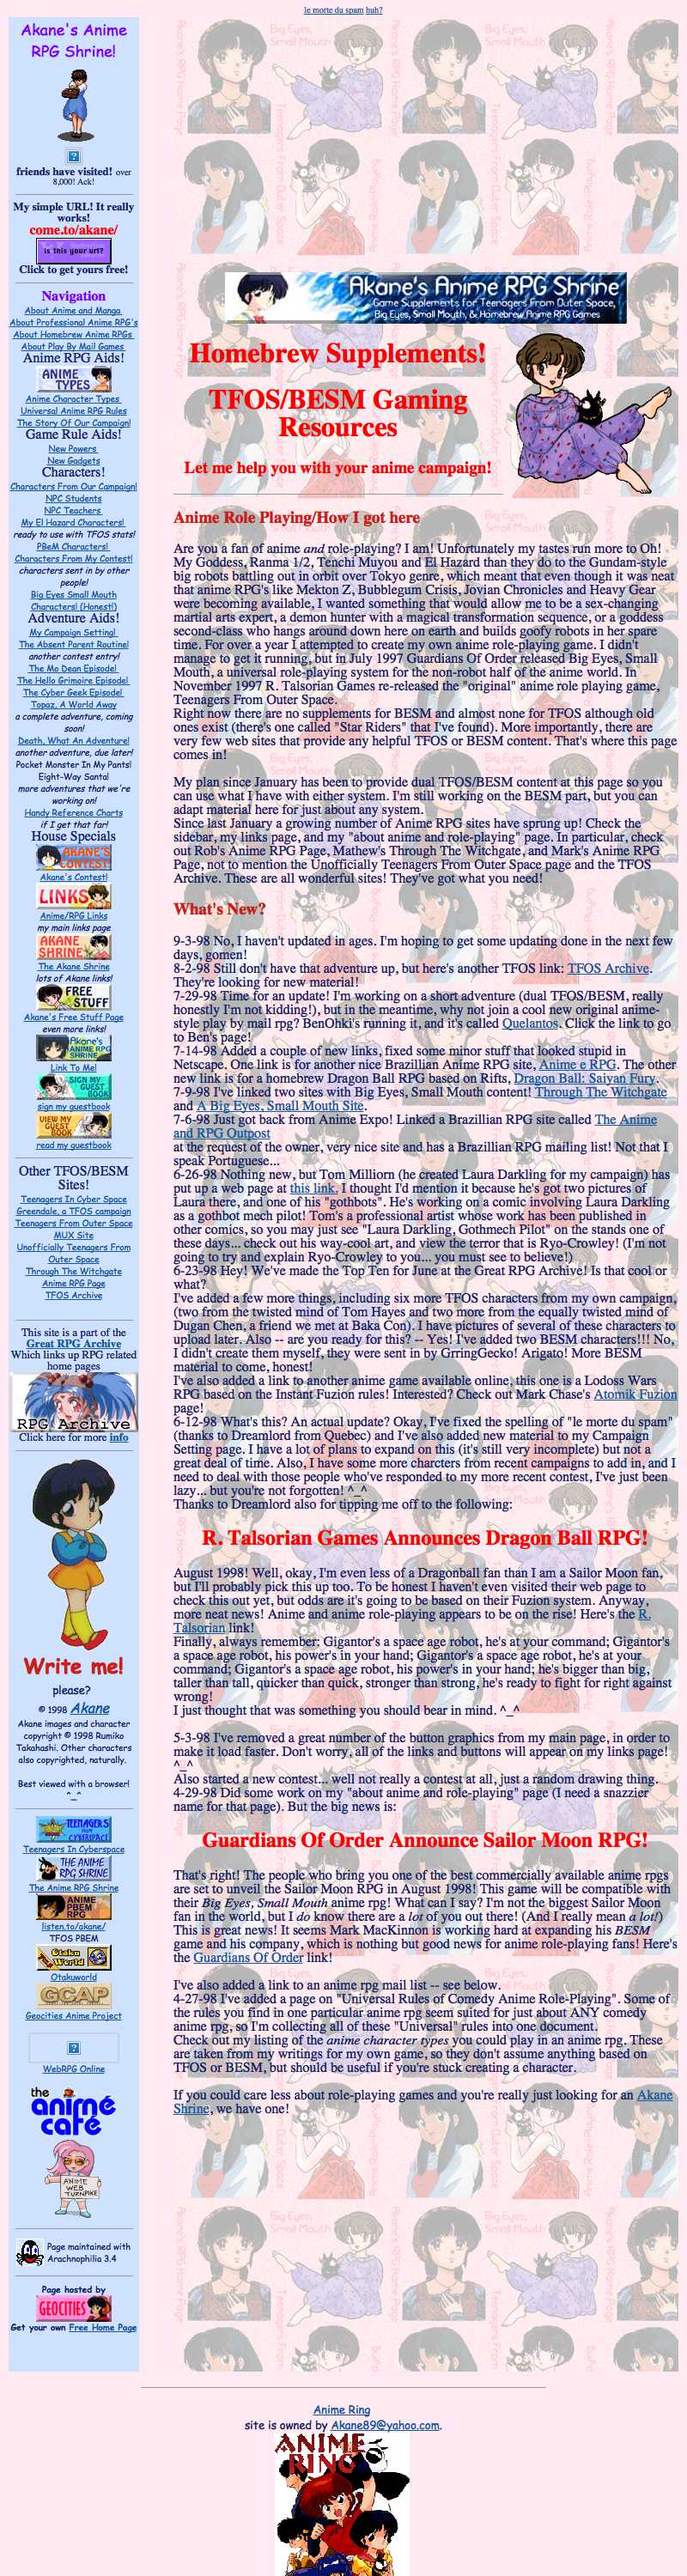 le morte du spam huh?
Akane's Anime
RPG Shrine!
friends have visited! over
8,000! Ack!
My simple URL! It really
works!
come.to/akane/
is this your url?
Click to get yours free!
Navigation
About Anime and Manga
About Professional Anime RPG's
About Homebrew Anime RPGs
About Play By Mail Games
Anime RPG Aids!
ANIME
TYPES
Anime Character Types
Universal Anime RPG Rules
The Story Of Our Campaign!
Game Rule Aids!
New Powers
New Gadgets
Characters!
Characters From Our Campaign!
NPC Students
NPC Teachers
My El Hazard Characters!
ready to use with TFOS stats!
PBeM Characters!
Characters From My Contest!
characters sent in by other
people!
Big Eyes Small Mouth
Characters! (Honest!)
Adventure Aids!
My Campaign Setting!
The Absent Parent Routine!
another contest entry!
The Mo Dean Episode!
The Hello Grimoire Episode!
The Cyber Geek Episode!
Topaz, A World Away
a complete adventure, coming
soon!
Death, What An Adventure!
another adventure, due later!
Pocket Monster In My Pants!
Eight-Way Santa!
more adventures that we're
working on!
Handy Reference Charts
if I get that far!
House Specials
AKANE'S
CONTEST!
Akane's Contest!
LINKS
Anime/RPG Links
my main links page
AKANE
SHRINE
The Akane Shrine
lots of Akane links!
FREE
STUFF
Akane's Free Stuff Page
even more links!
Akane's
ANIME RPG
SHRINE
Link To Me!
SIGN MY
GUEST
BOOK
sign my guestbook
VIEW MY
GUEST
BOOK
read my guestbook
Other TFOS/BESM
Sites!
Teenagers In Cyber Space
Greendale, a TFOS campaign
Teenagers From Outer Space
MUX Site
Unofficially Teenagers From
Outer Space
Through The Witchgate
Anime RPG Page
TFOS Archive
This site is a part of the
Great RPG Archive
Which links up RPG related
home pages
RPG Archive
Click here for more info
Write me!
please?
© 1998 Akane
Akane images and character
copyright © 1998 Rumiko
Takahashi. Other characters
also copyrighted, naturally.
Best viewed with a browser!
^_^
TEENAGERS
FROM
CYBERSPACE
Teenagers In Cyberspace
THE ANIME
RPG SHRINE
The Anime RPG Shrine
ANIME
PBEM
RPG
listen.to/akane/
TFOS PBEM
Otaku
World
Otakuworld
GCAP
Geocities Anime Project
WebRPG Online
the
animé
café
ANIME
WEB
TURNPIKE
Page maintained with
Arachnophilia 3.4
Page hosted by
GEOCITIES
Get your own Free Home Page
Akane's Anime RPG Shrine
Game Supplements for Teenagers From Outer Space,
Big Eyes, Small Mouth, & Homebrew Anime RPG Games
Homebrew Supplements!
TFOS/BESM Gaming
Resources
Let me help you with your anime campaign!
Anime Role Playing/How I got here
Are you a fan of anime and role-playing? I am! Unfortunately my tastes run more to Oh!
My Goddess, Ranma 1/2, Tenchi Muyou and El Hazard than they do to the Gundam-style
big robots battling out in orbit over Tokyo genre, which meant that even though it was neat
that anime RPG's like Mekton Z, Bubblegum Crisis, Jovian Chronicles and Heavy Gear
were becoming available, I wanted something that would allow me to be a sex-changing
martial arts expert, a demon hunter with a magical transformation sequence, or a goddess
second-class who hangs around down here on earth and builds goofy robots in her spare
time. For over a year I attempted to create my own anime role-playing game. I didn't
manage to get it running, but in July 1997 Guardians Of Order released Big Eyes, Small
Mouth, a universal role-playing system for the non-robot half of the anime world. In
November 1997 R. Talsorian Games re-released the "original" anime role playing game,
Teenagers From Outer Space.
Right now there are no supplements for BESM and almost none for TFOS although old
ones exist (there's one called "Star Riders" that I've found). More importantly, there are
very few web sites that provide any helpful TFOS or BESM content. That's where this page
comes in!
My plan since January has been to provide dual TFOS/BESM content at this page so you
can use what I have with either system. I'm still working on the BESM part, but you can
adapt material here for just about any system.
Since last January a growing number of Anime RPG sites have sprung up! Check the
sidebar, my links page, and my "about anime and role-playing" page. In particular, check
out Rob's Anime RPG Page, Mathew's Through The Witchgate, and Mark's Anime RPG
Page, not to mention the Unofficially Teenagers From Outer Space page and the TFOS
Archive. These are all wonderful sites! They've got what you need!
What's New?
9-3-98 No, I haven't updated in ages. I'm hoping to get some updating done in the next few
days, gomen!
8-2-98 Still don't have that adventure up, but here's another TFOS link: TFOS Archive.
They're looking for new material!
7-29-98 Time for an update! I'm working on a short adventure (dual TFOS/BESM, really
honestly I'm not kidding!), but in the meantime, why not join a cool new original anime-
style play by mail rpg? BenOhki's running it, and it's called Quelantos. Click the link to go
to Ben's page!
7-14-98 Added a couple of new links, fixed some minor stuff that looked stupid in
Netscape. One link is for another nice Brazillian Anime RPG site, Anime e RPG. The other
new link is for a homebrew Dragon Ball RPG based on Rifts, Dragon Ball: Saiyan Fury.
7-9-98 I've linked two sites with Big Eyes, Small Mouth content! Through The Witchgate
and A Big Eyes, Small Mouth Site.
7-6-98 Just got back from Anime Expo! Linked a Brazillian RPG site called The Anime
and RPG Outpost
at the request of the owner, very nice site and has a Brazillian RPG mailing list! Not that I
speak Portuguese...
6-26-98 Nothing new, but Tom Milliorn (he created Laura Darkling for my campaign) has
put up a web page at this link. I thought I'd mention it because he's got two pictures of
Laura there, and one of his "gothbots". He's working on a comic involving Laura Darkling
as a gothbot mech pilot! Tom's a professional artist whose work has been published in
other comics, so you may just see "Laura Darkling, Gothmech Pilot" on the stands one of
these days... check out his way-cool art, and view the terror that is Ryo-Crowley! (I'm not
going to try and explain Ryo-Crowley to you... you must see to believe!)
6-23-98 Hey! We've made the Top Ten for June at the Great RPG Archive! Is that cool or
what?
I've added a few more things, including six more TFOS characters from my own campaign,
(two from the twisted mind of Tom Hayes and two more from the equally twisted mind of
Dugan Chen, a friend we met at Baka Con). I have pictures of several of these characters to
upload later. Also -- are you ready for this? -- Yes! I've added two BESM characters!!! No,
I didn't create them myself, they were sent in by GrringGecko! Arigato! More BESM
material to come, honest!
I've also added a link to another anime game available online, this one is a Lodoss Wars
RPG based on the Instant Fuzion rules! Interested? Check out Mark Chase's Atomik Fuzion
page!
6-12-98 What's this? An actual update? Okay, I've fixed the spelling of "le morte du spam"
(thanks to Dreamlord from Quebec) and I've also added new material to my Campaign
Setting page. I have a lot of plans to expand on this (it's still very incomplete) but not a
great deal of time. Also, I have some more charcters from recent campaigns to add in, and I
need to deal with those people who've responded to my more recent contest, I've just been
lazy... but you're not forgotten! ^_^
Thanks to Dreamlord also for tipping me off to the following:
R. Talsorian Games Announces Dragon Ball RPG!
August 1998! Well, okay, I'm even less of a Dragonball fan than I am a Sailor Moon fan,
but I'll probably pick this up too. To be honest I haven't even visited their web page to
check this out yet, but odds are it's going to be based on their Fuzion system. Anyway,
more neat news! Anime and anime role-playing appears to be on the rise! Here's the R.
Talsorian link!
Finally, always remember: Gigantor's a space age robot, he's at your command; Gigantor's
a space age robot, his power's in your hand; Gigantor's a space age robot, he's at your
command; Gigantor's a space age robot, his power's in your hand; he's bigger than big,
taller than tall, quicker than quick, stronger than strong, he's ready to fight for right against
wrong!
I just thought that was something you should bear in mind. ^_^
5-3-98 I've removed a great number of the button graphics from my main page, in order to
make it load faster. Don't worry, all of the links and buttons will appear on my links page!
^_^
Also started a new contest... well not really a contest at all, just a random drawing thing.
4-29-98 Did some work on my "about anime and role-playing" page (I need a snazzier
name for that page). But the big news is:
Guardians Of Order Announce Sailor Moon RPG!
That's right! The people who bring you one of the best commercially available anime rpgs
are set to unveil the Sailor Moon RPG in August 1998! This game will be compatible with
their Big Eyes, Small Mouth anime rpg! What can I say? I'm not the biggest Sailor Moon
fan in the world, but I do know there are a lot of you out there! (And I really mean a lot!)
This is great news! It seems Mark MacKinnon is working hard at expanding his BESM
game and his company, which is nothing but good news for anime role-playing fans! Here's
the Guardians Of Order link!
I've also added a link to an anime rpg mail list -- see below.
4-27-98 I've added a page on "Universal Rules of Comedy Anime Role-Playing". Some of
the rules you find in one particular anime rpg seem suited for just about ANY comedy
anime rpg, so I'm collecting all of these "Universal" rules into one document.
Check out my listing of the anime character types you could play in an anime rpg. These
are taken from my writings for my own game, so they don't assume anything based on
TFOS or BESM, but should be useful if you're stuck creating a character.
If you could care less about role-playing games and you're really just looking for an Akane
Shrine, we have one!
Anime Ring
site is owned by Akane89@yahoo.com.
ANIME
RING